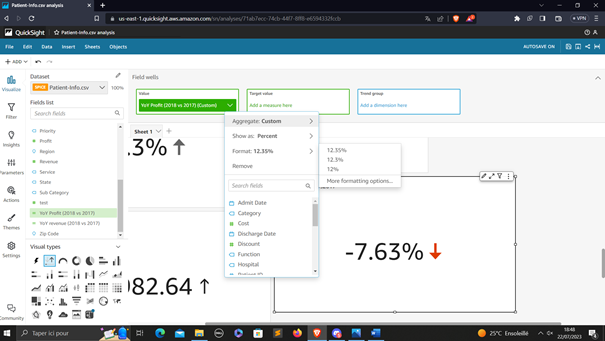 Patient-Info.csv analysis
us-east-1.quicksight.aws.amazon.com/sn/analyses/71ab7ecc-74cb-44f7-8ff8-e6594332fccb
VPN
QuickSight
Patient-Info.csv analysis
File Edit Data Insert Sheets Objects
AUTOSAVE ON
ADD
Visualize
Filter
Insights
Parameters
Actions
Themes
Settings
Community
Dataset
SPICE Patient-Info.csv 100%
Fields list
Search fields
Priority
Profit
Region
Revenue
Service
State
Sub Category
test
YoY Profit (2018 vs 2017)
YoY revenue (2018 vs 2017)
Zip Code
Visual types
Field wells
Value
YoY Profit (2018 vs 2017) (Custom)
Target value
Add a measure here
Trend group
Add a dimension here
Sheet 1
.3%
082.64
Aggregate: Custom
Show as: Percent
Format: 12.35%
Remove
Search fields
Admit Date
Category
Cost
Department
Discharge Date
Discount
Function
Hospital
Patient ID
12.35%
12.3%
12%
More formatting options...
-7.63%
Taper ici pour
25°C Ensoleillé
18:48
22/07/2023